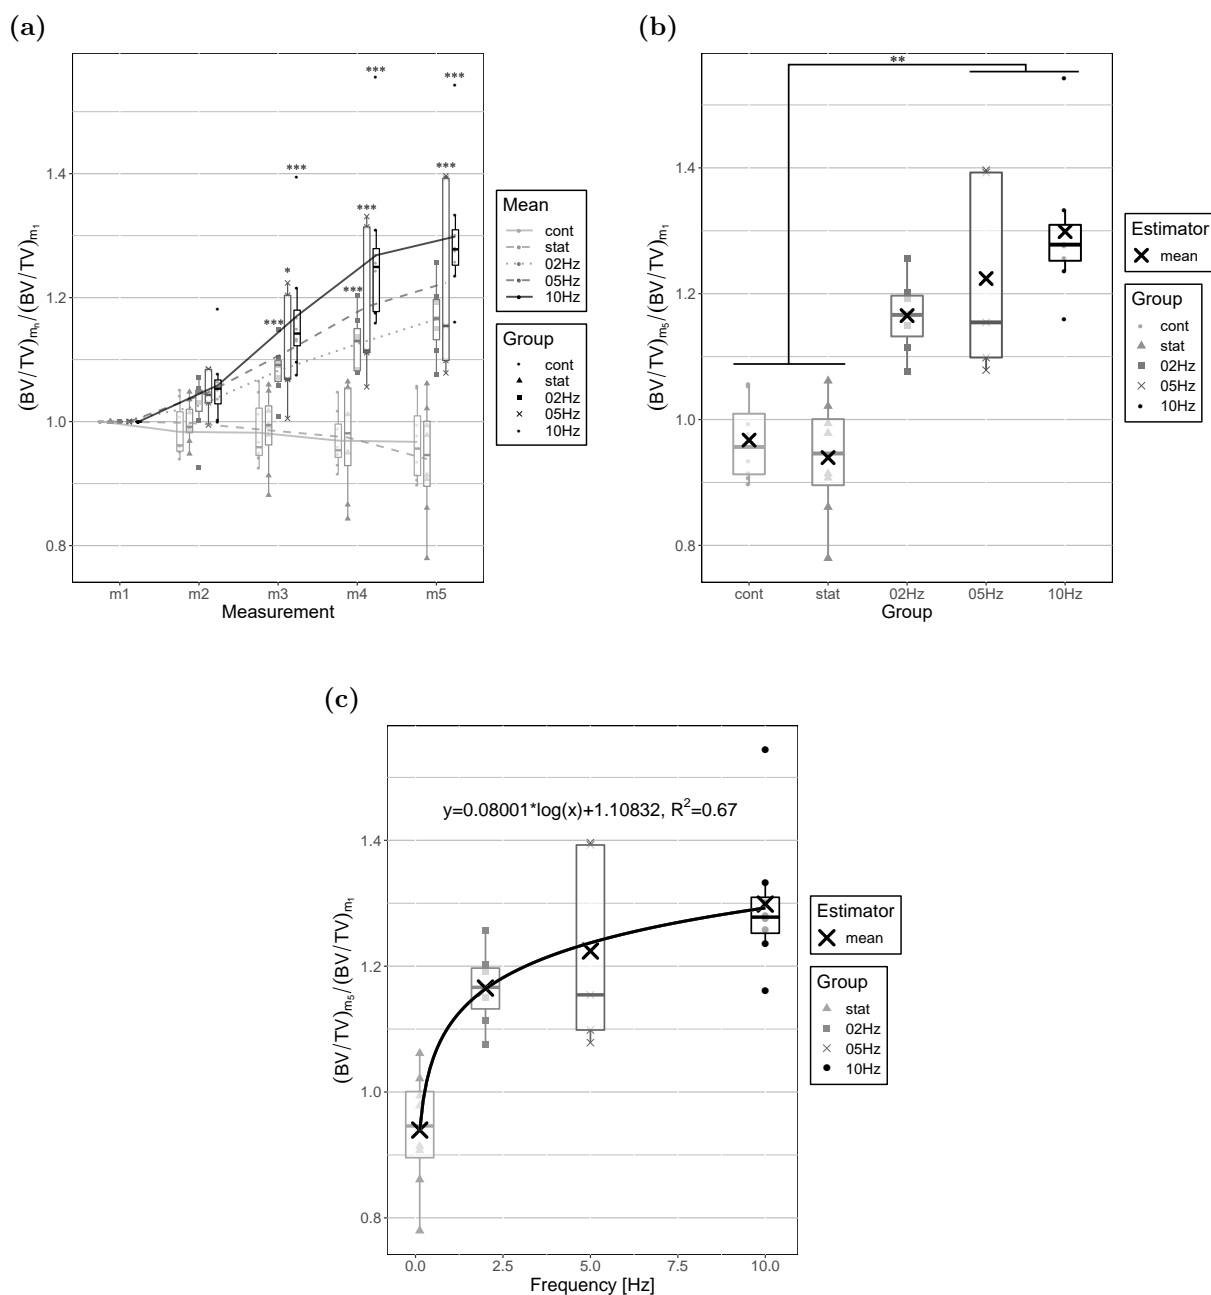 (a)
***
***
***
***
***
***
***
*
1.4
1.2
1.0
0.8
(BV/TV)mn/(BV/TV)m1
m1 m2 m3 m4 m5
Measurement
Mean
cont
stat
02Hz
05Hz
10Hz
Group
cont
stat
02Hz
05Hz
10Hz
(b)
**
1.4
1.2
1.0
0.8
(BV/TV)m5/(BV/TV)m1
cont stat 02Hz 05Hz 10Hz
Group
Estimator
mean
Group
cont
stat
02Hz
05Hz
10Hz
(c)
y=0.08001*log(x)+1.10832, R²=0.67
1.4
1.2
1.0
0.8
(BV/TV)m5/(BV/TV)m1
0.0 2.5 5.0 7.5 10.0
Frequency [Hz]
Estimator
mean
Group
stat
02Hz
05Hz
10Hz